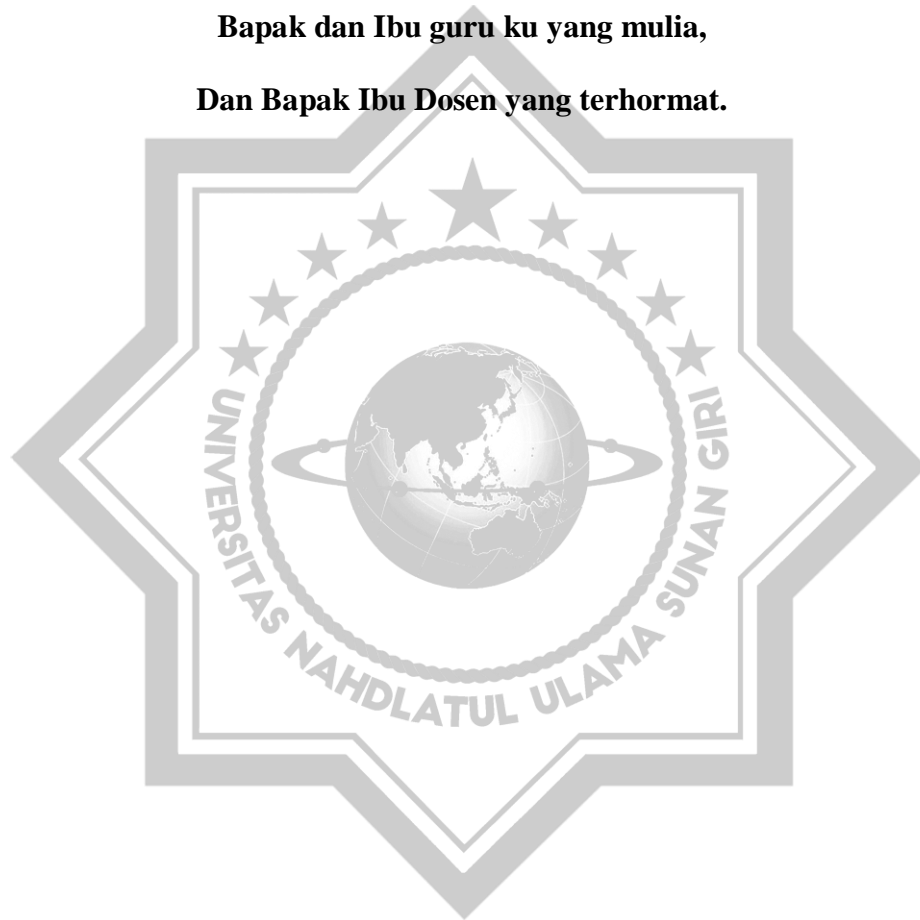 Bapak dan Ibu guru ku yang mulia,
Dan Bapak Ibu Dosen yang terhormat.
UNIVERSITAS NAHDLATUL ULAMA SUNAN GIRI